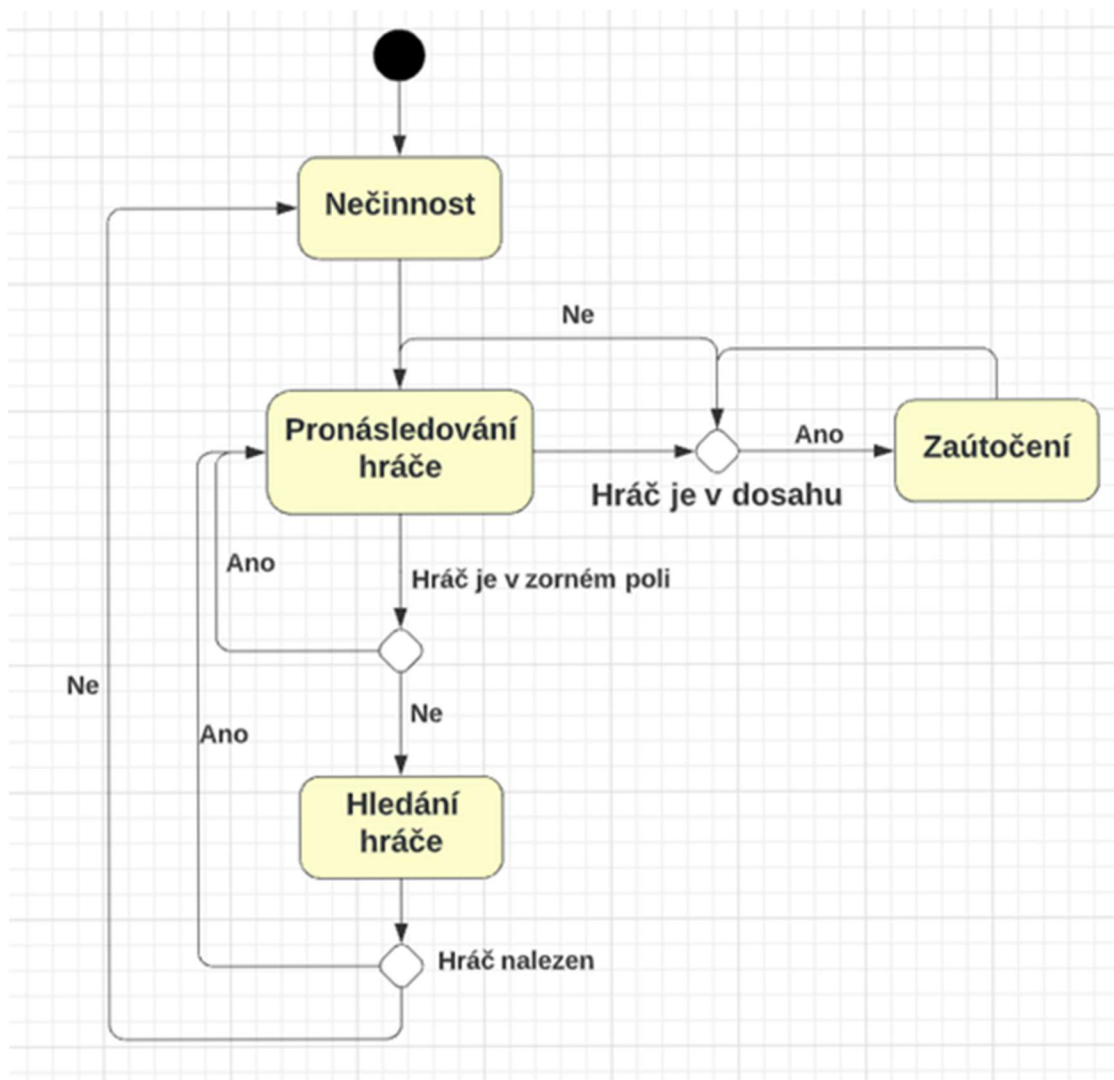 Nečinnost
Ne
Pronásledování
hráče
Ano
Zaútočení
Hráč je v dosahu
Ano
Hráč je v zorném poli
Ne
Ne
Ano
Hledání
hráče
Hráč nalezen